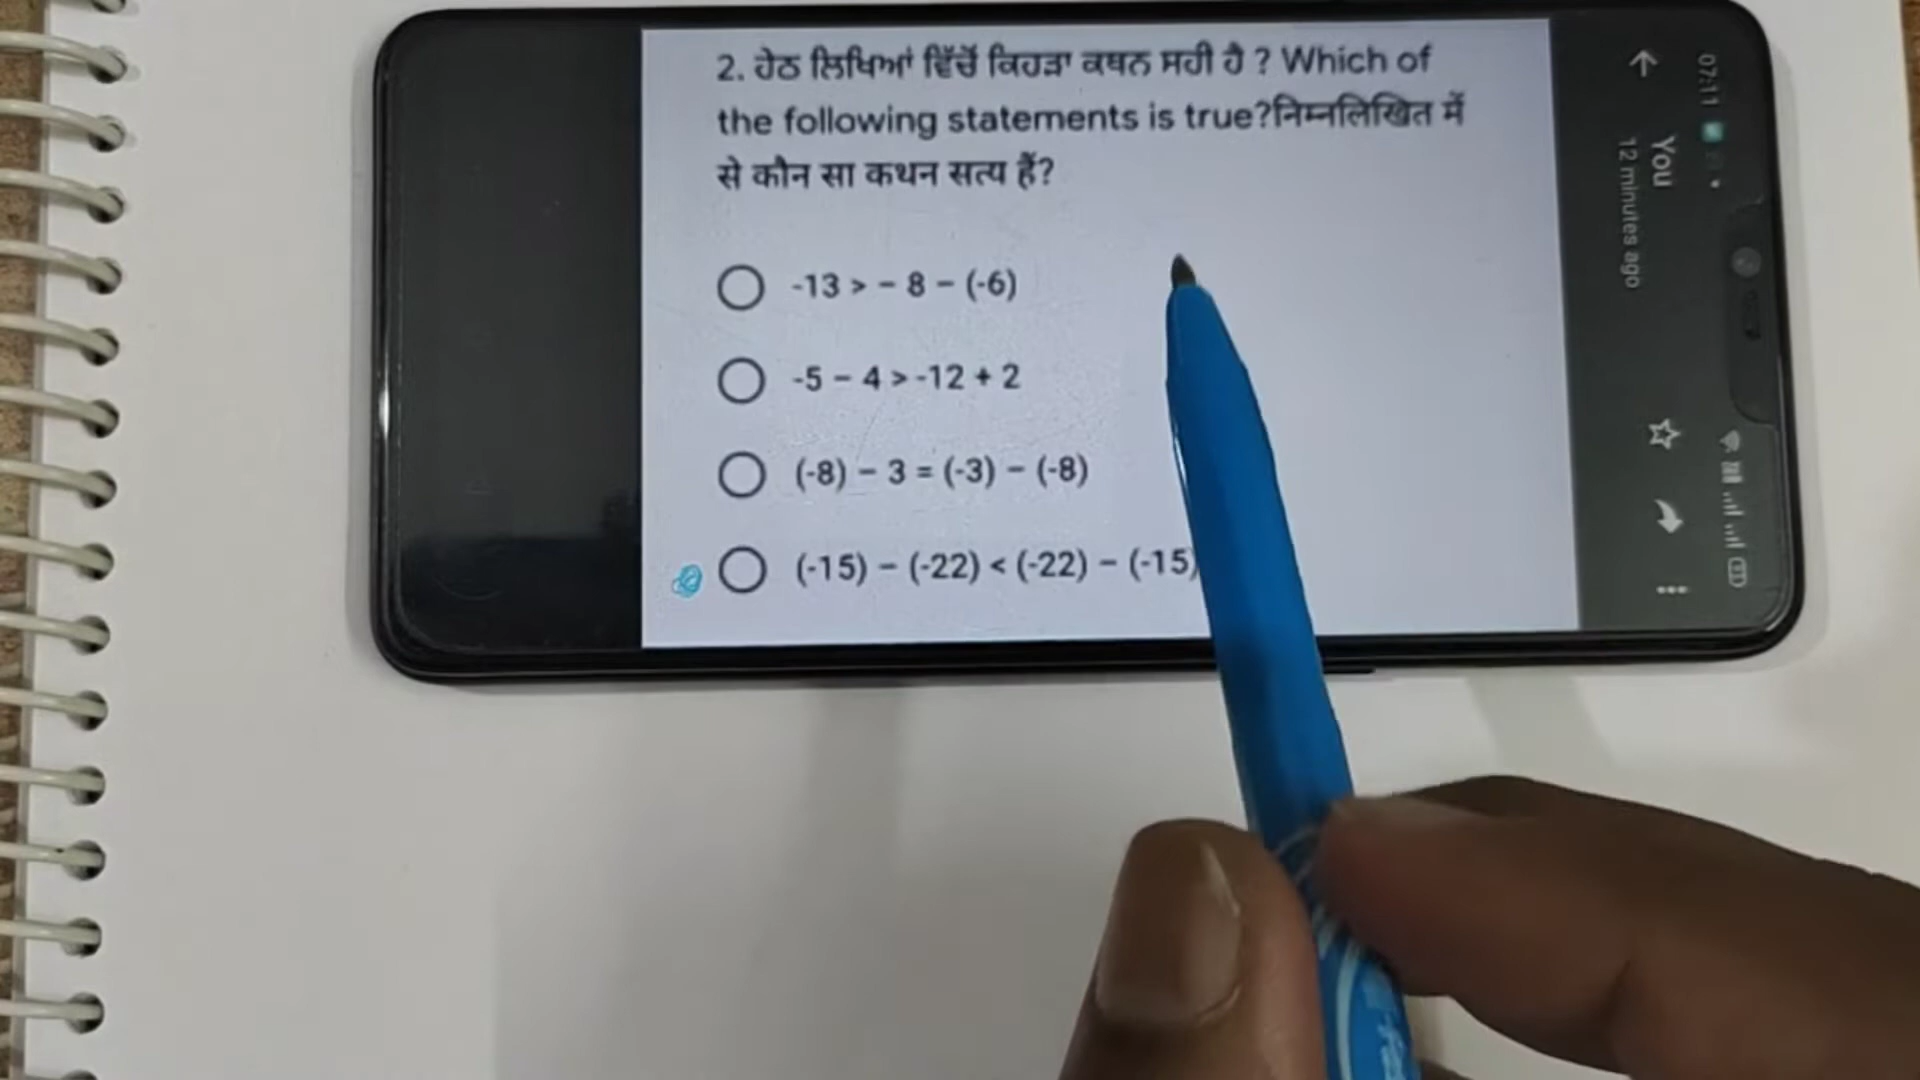 2. ਹੇਠ ਲਿਖਿਆਂ ਵਿੱਚੋਂ ਕਿਹੜਾ ਕਥਨ ਸਹੀ ਹੈ ? Which of
the following statements is true?निम्नलिखित में
से कौन सा कथन सत्य हैं?
-13 > – 8 – (-6)
-5 – 4 > -12 + 2
(-8) – 3 = (-3) – (-8)
(-15) – (-22) < (-22) – (-15)
07:11
You
12 minutes ago